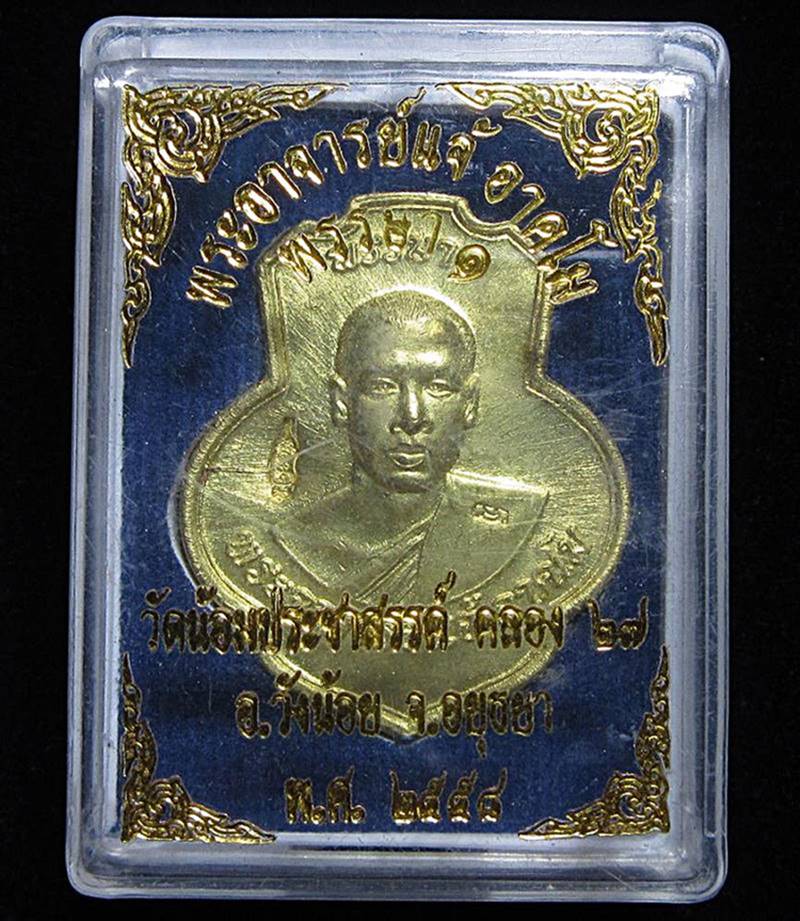 พระอาจารย์แจ๊ อาคโม
พรรษา ๑
วัดน้อมประชาสรรค์ คลอง ๒๗
อ.วังน้อย จ.อยุธยา
พ.ศ. ๒๕๕๘